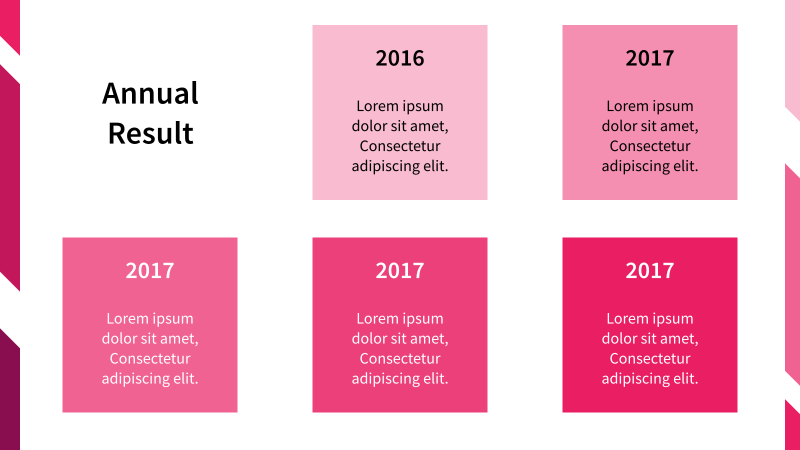 Annual
Result
2016
Lorem ipsum
dolor sit amet,
Consectetur
adipiscing elit.
2017
Lorem ipsum
dolor sit amet,
Consectetur
adipiscing elit.
2017
Lorem ipsum
dolor sit amet,
Consectetur
adipiscing elit.
2017
Lorem ipsum
dolor sit amet,
Consectetur
adipiscing elit.
2017
Lorem ipsum
dolor sit amet,
Consectetur
adipiscing elit.